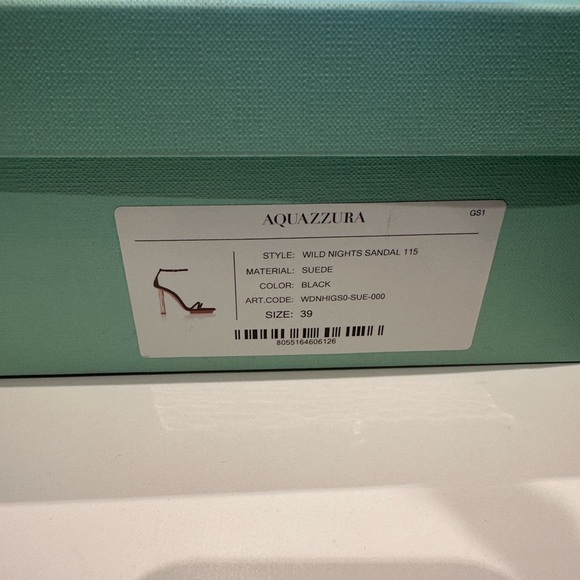 AQUAZZURA
GS1
STYLE: WILD NIGHTS SANDAL 115
MATERIAL: SUEDE
COLOR: BLACK
ART.CODE: WDNHIGS0-SUE-000
SIZE: 39
8055164606126